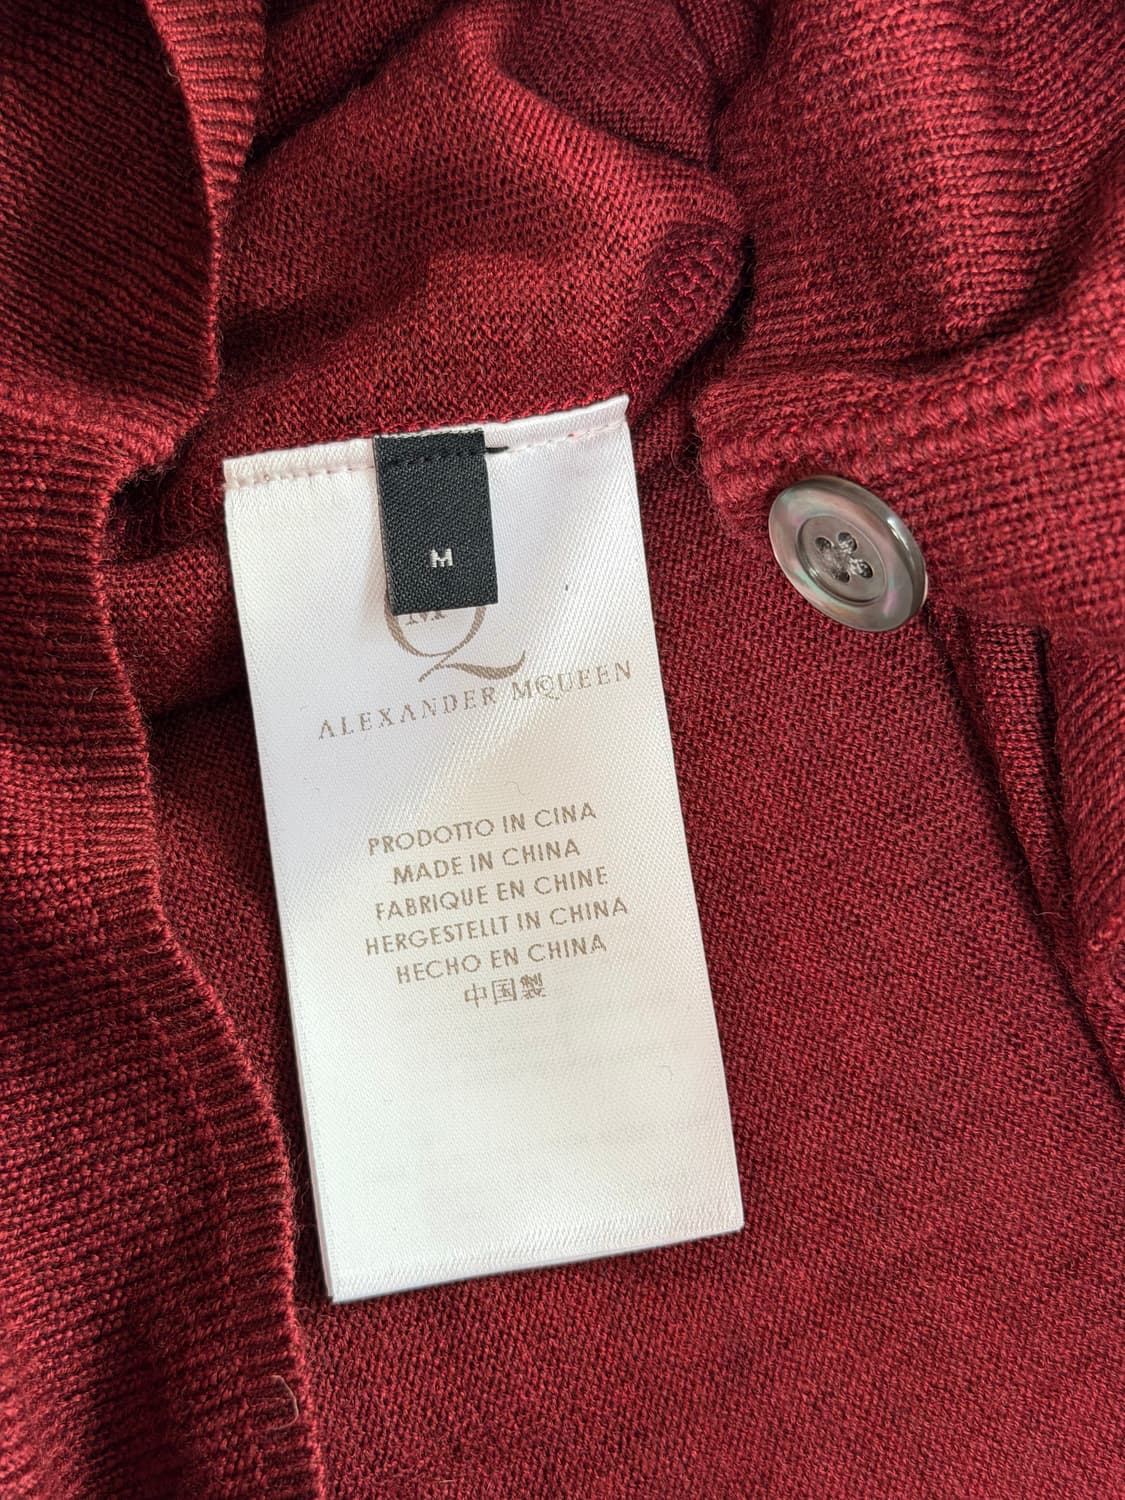 M
MQ
ALEXANDER MCQUEEN
PRODOTTO IN CINA
MADE IN CHINA
FABRIQUE EN CHINE
HERGESTELLT IN CHINA
HECHO EN CHINA
中国製